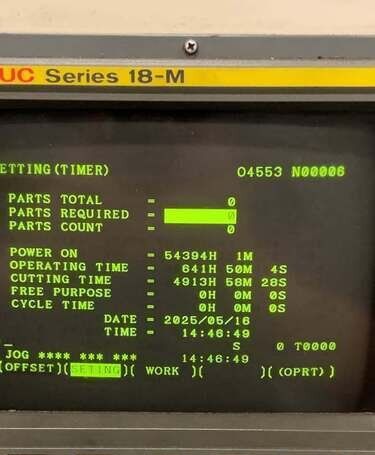 UC Series 18-M
ETTING(TIMER) O4553 N00006
PARTS TOTAL = 0
PARTS REQUIRED = 0
PARTS COUNT = 0
POWER ON = 54394H 1M
OPERATING TIME = 641H 50M 4S
CUTTING TIME = 4913H 58M 28S
FREE PURPOSE = 0H 0M 0S
CYCLE TIME = 0H 0M 0S
DATE = 2025/05/16
TIME = 14:46:49
_ S 0 T0000
JOG **** *** *** 14:46:49
(OFFSET)(SETING)( WORK )( )( (OPRT) )